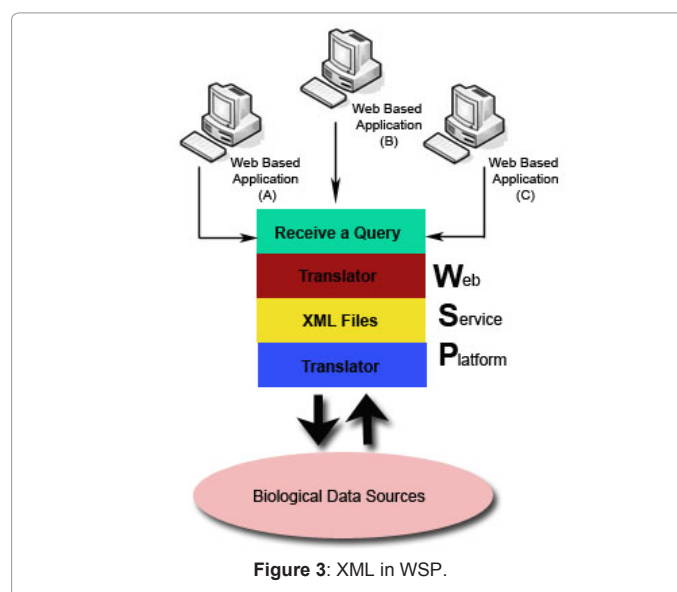 Web Based
Application
(B)
Web Based
Application
(A)
Web Based
Application
(C)
Receive a Query
Translator
Web
XML Files
Service
Translator
Platform
Biological Data Sources
Figure 3: XML in WSP.